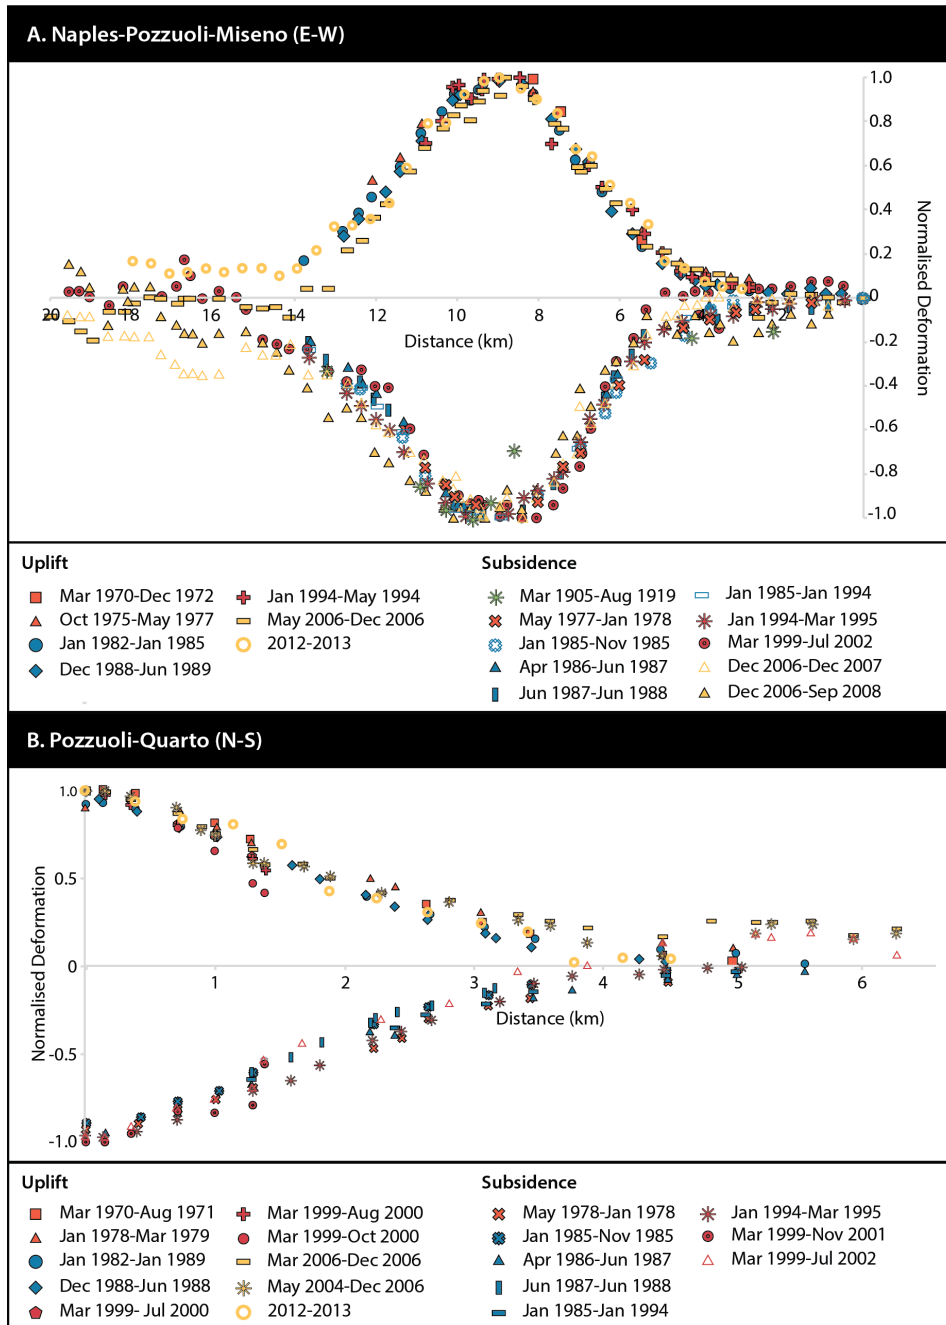 A. Naples-Pozzuoli-Miseno (E-W)
1.0
0.8
0.6
0.4
0.2
0
-0.2
-0.4
-0.6
-0.8
-1.0
Normalised Deformation
20 18 16 14 12 10 8 6 4 2
Distance (km)
Uplift
Mar 1970-Dec 1972
Oct 1975-May 1977
Jan 1982-Jan 1985
Dec 1988-Jun 1989
Jan 1994-May 1994
May 2006-Dec 2006
2012-2013
Subsidence
Mar 1905-Aug 1919
May 1977-Jan 1978
Jan 1985-Nov 1985
Apr 1986-Jun 1987
Jun 1987-Jun 1988
Jan 1985-Jan 1994
Jan 1994-Mar 1995
Mar 1999-Jul 2002
Dec 2006-Dec 2007
Dec 2006-Sep 2008
B. Pozzuoli-Quarto (N-S)
1.0
0.5
0
-0.5
-1.0
Normalised Deformation
1 2 3 4 5 6
Distance (km)
Uplift
Mar 1970-Aug 1971
Jan 1978-Mar 1979
Jan 1982-Jan 1989
Dec 1988-Jun 1988
Mar 1999- Jul 2000
Mar 1999-Aug 2000
Mar 1999-Oct 2000
Mar 2006-Dec 2006
May 2004-Dec 2006
2012-2013
Subsidence
May 1978-Jan 1978
Jan 1985-Nov 1985
Apr 1986-Jun 1987
Jun 1987-Jun 1988
Jan 1985-Jan 1994
Jan 1994-Mar 1995
Mar 1999-Nov 2001
Mar 1999-Jul 2002